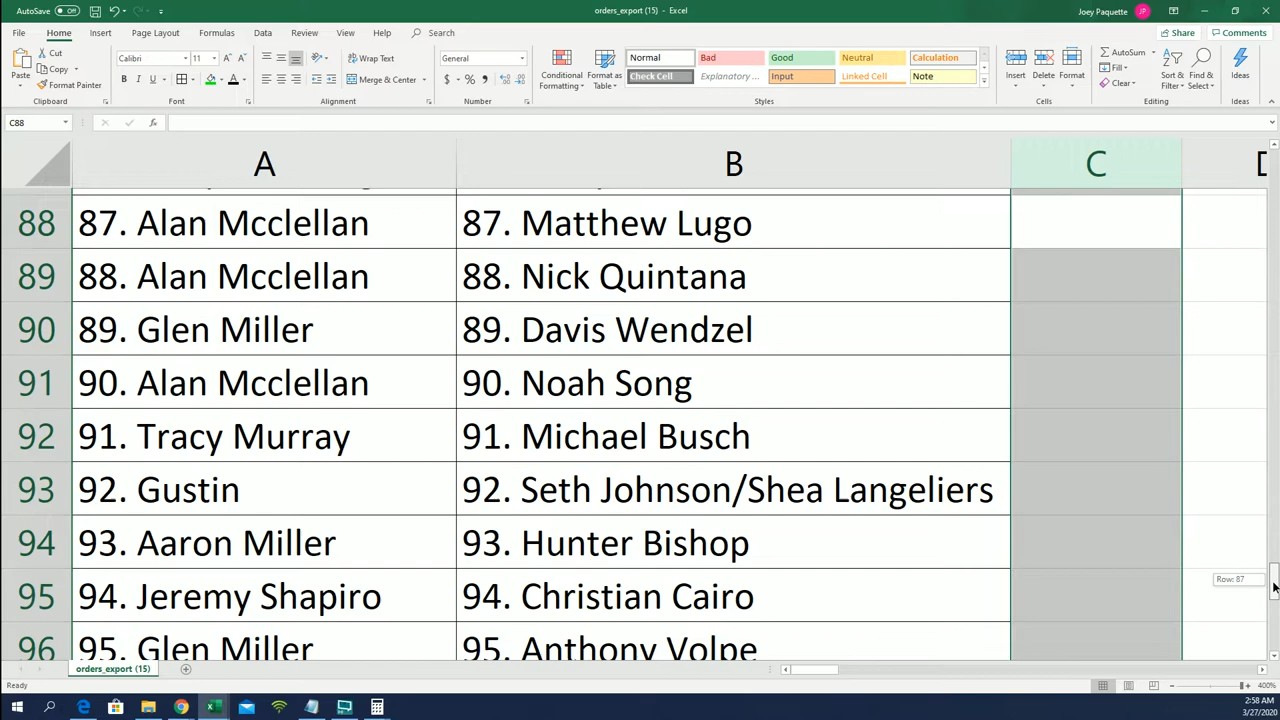 AutoSave Off orders_export (15) - Excel Joey Paquette JP
File Home Insert Page Layout Formulas Data Review View Help Search Share Comments
Paste Cut Copy Format Painter
Calibri 11
B I U
Wrap Text
Merge & Center
General
$ % ,
Conditional Formatting
Format as Table
Normal Bad Good Neutral Calculation
Check Cell Explanatory ... Input Linked Cell Note
Insert Delete Format
AutoSum
Fill
Clear
Sort & Filter
Find & Select
Ideas
Clipboard Font Alignment Number Styles Cells Editing Ideas
C88 fx
A B C D
88 87. Alan Mcclellan 87. Matthew Lugo
89 88. Alan Mcclellan 88. Nick Quintana
90 89. Glen Miller 89. Davis Wendzel
91 90. Alan Mcclellan 90. Noah Song
92 91. Tracy Murray 91. Michael Busch
93 92. Gustin 92. Seth Johnson/Shea Langeliers
94 93. Aaron Miller 93. Hunter Bishop
Row: 87
95 94. Jeremy Shapiro 94. Christian Cairo
96 95. Glen Miller 95. Anthony Volpe
orders_export (15)
Ready 400%
2:58 AM
3/27/2020